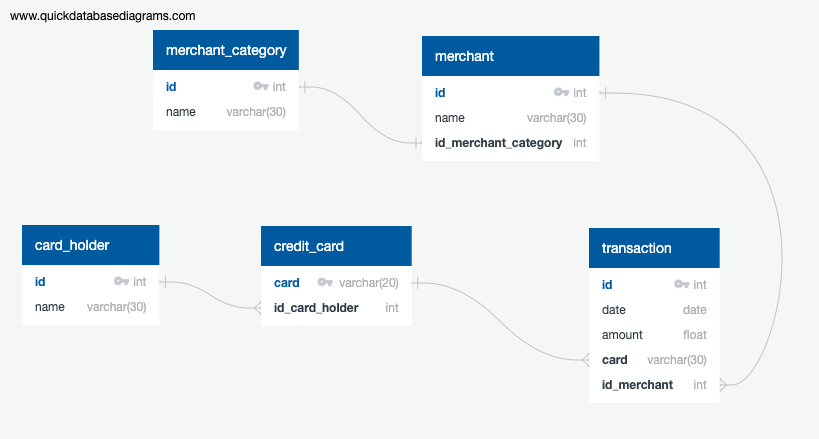 www.quickdatabasediagrams.com
merchant_category
id int
name varchar(30)
merchant
id int
name varchar(30)
id_merchant_category int
card_holder
id int
name varchar(30)
credit_card
card varchar(20)
id_card_holder int
transaction
id int
date date
amount float
card varchar(30)
id_merchant int